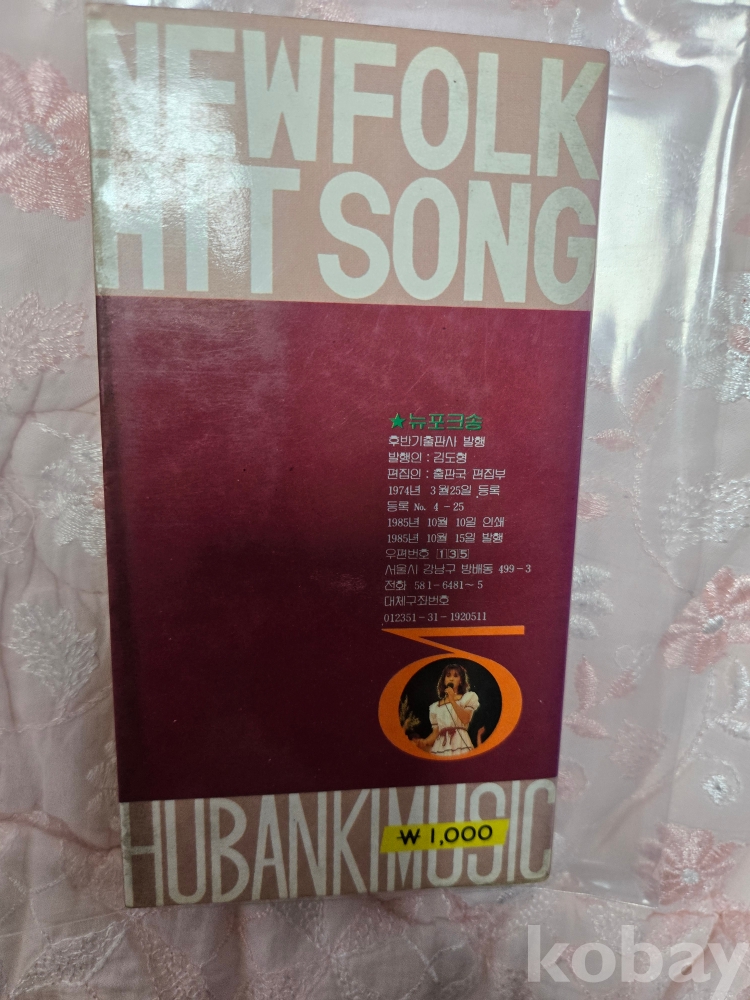 NEWFOLK
HIT SONG
★뉴포크송
후반기출판사 발행
발행인 : 김도형
편집인 : 출판국 편집부
1974년 3월25일 등록
등록 No. 4-25
1985년 10월 10일 인쇄
1985년 10월 15일 발행
우편번호 135
서울시 강남구 방배동 499-3
전화 581-6481~5
대체구좌번호
012351-31-1920511
HUBANKIMUSIC
₩1,000
kobay